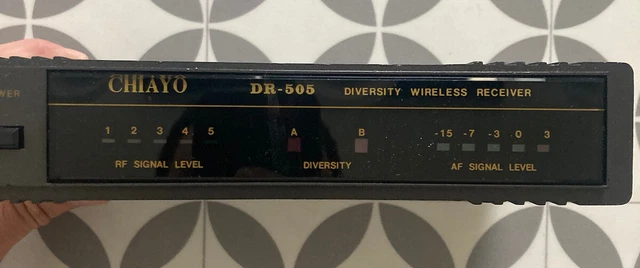 CHIAYO DR-505 DIVERSITY WIRELESS RECEIVER
WER
1 2 3 4 5 A B -15 -7 -3 0 3
RF SIGNAL LEVEL DIVERSITY AF SIGNAL LEVEL